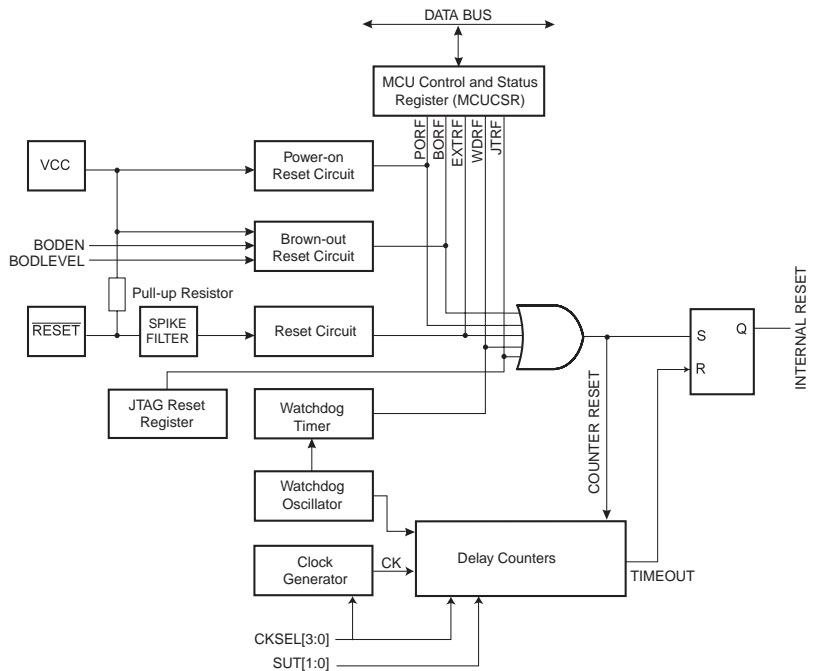 DATA BUS
MCU Control and Status
Register (MCUCSR)
PORF
BORF
EXTRF
WDRF
JTRF
VCC
Power-on
Reset Circuit
BODEN
BODLEVEL
Brown-out
Reset Circuit
Pull-up Resistor
RESET
SPIKE
FILTER
Reset Circuit
S
Q
R
INTERNAL RESET
JTAG Reset
Register
Watchdog
Timer
COUNTER RESET
Watchdog
Oscillator
Clock
Generator
CK
Delay Counters
TIMEOUT
CKSEL[3:0]
SUT[1:0]